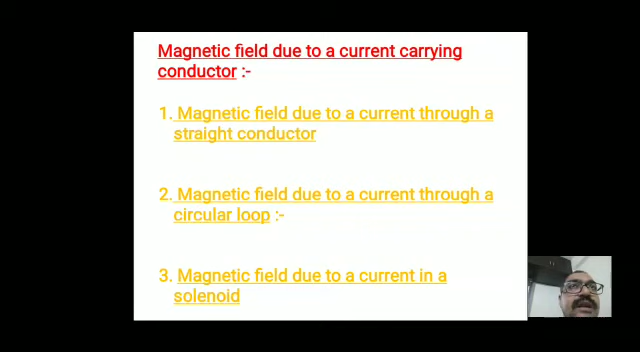 Magnetic field due to a current carrying
conductor :-
1. Magnetic field due to a current through a
straight conductor
2. Magnetic field due to a current through a
circular loop :-
3. Magnetic field due to a current in a
solenoid